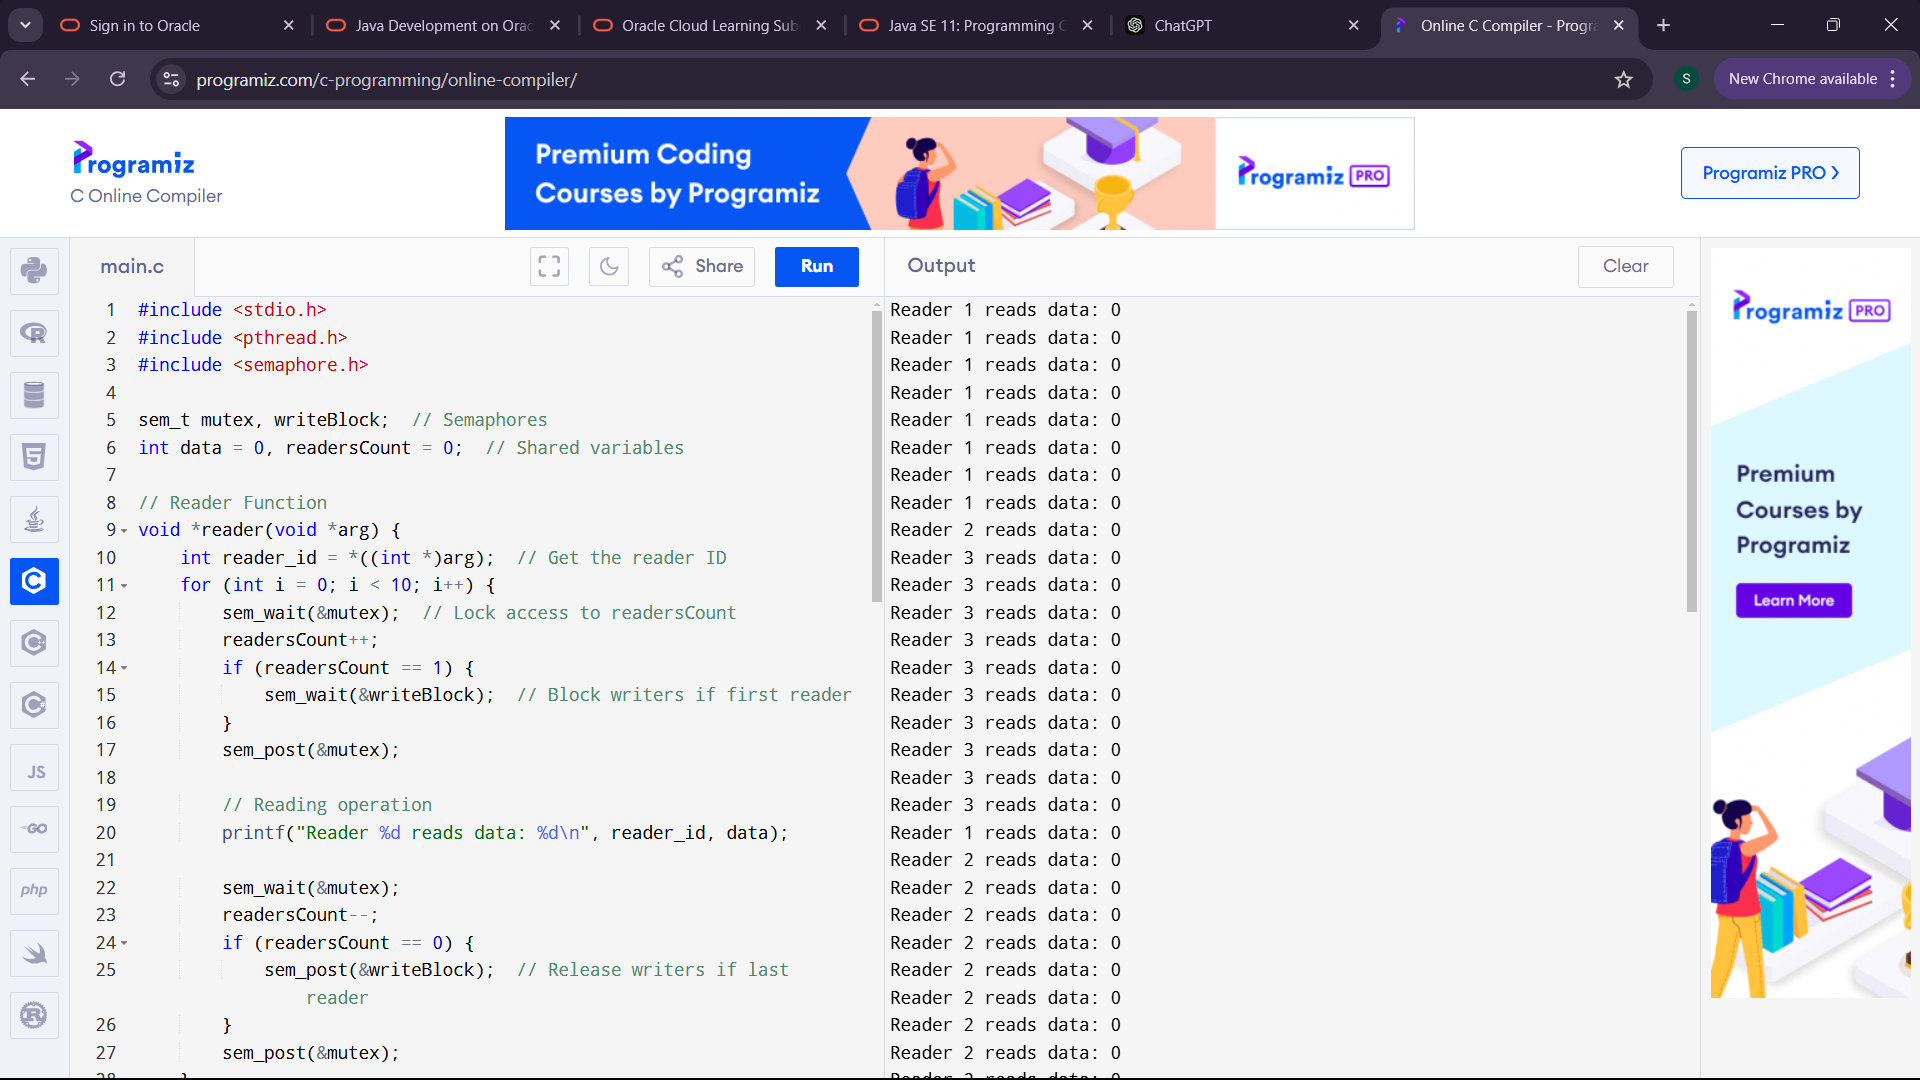 Sign in to Oracle
Java Development on Orac
Oracle Cloud Learning Sub
Java SE 11: Programming C
ChatGPT
Online C Compiler - Progra
programiz.com/c-programming/online-compiler/
S
New Chrome available
Programiz
C Online Compiler
Premium Coding
Courses by Programiz
Programiz PRO
Programiz PRO >
main.c
Share
Run
Output
Clear
1 #include <stdio.h>
2 #include <pthread.h>
3 #include <semaphore.h>
4
5 sem_t mutex, writeBlock;  // Semaphores
6 int data = 0, readersCount = 0;  // Shared variables
7
8 // Reader Function
9 void *reader(void *arg) {
10     int reader_id = *((int *)arg);  // Get the reader ID
11     for (int i = 0; i < 10; i++) {
12         sem_wait(&mutex);  // Lock access to readersCount
13         readersCount++;
14         if (readersCount == 1) {
15             sem_wait(&writeBlock);  // Block writers if first reader
16         }
17         sem_post(&mutex);
18
19         // Reading operation
20         printf("Reader %d reads data: %d\n", reader_id, data);
21
22         sem_wait(&mutex);
23         readersCount--;
24         if (readersCount == 0) {
25             sem_post(&writeBlock);  // Release writers if last
reader
26         }
27         sem_post(&mutex);
28     }
Reader 1 reads data: 0
Reader 1 reads data: 0
Reader 1 reads data: 0
Reader 1 reads data: 0
Reader 1 reads data: 0
Reader 1 reads data: 0
Reader 1 reads data: 0
Reader 1 reads data: 0
Reader 2 reads data: 0
Reader 3 reads data: 0
Reader 3 reads data: 0
Reader 3 reads data: 0
Reader 3 reads data: 0
Reader 3 reads data: 0
Reader 3 reads data: 0
Reader 3 reads data: 0
Reader 3 reads data: 0
Reader 3 reads data: 0
Reader 3 reads data: 0
Reader 1 reads data: 0
Reader 2 reads data: 0
Reader 2 reads data: 0
Reader 2 reads data: 0
Reader 2 reads data: 0
Reader 2 reads data: 0
Reader 2 reads data: 0
Reader 2 reads data: 0
Reader 2 reads data: 0
Reader 2 reads data: 0
Programiz PRO
Premium
Courses by
Programiz
Learn More
R
5
C
C
C
JS
GO
php
R